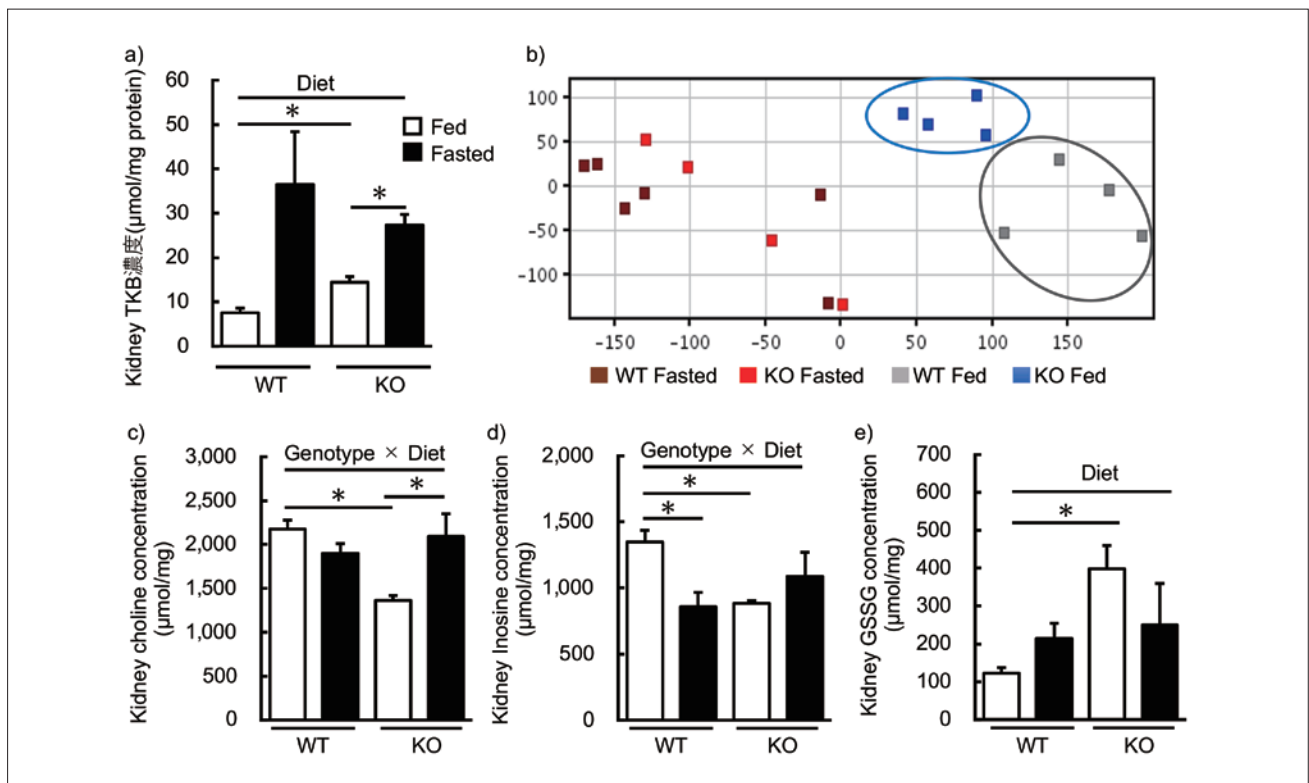 a)
Kidney TKB濃度(μmol/mg protein)
60
50
40
30
20
10
0
Diet
*
*
Fed
Fasted
WT
KO
b)
100
50
0
-50
-100
-150
-100
-50
0
50
100
150
WT Fasted
KO Fasted
WT Fed
KO Fed
c)
Kidney choline concentration
(μmol/mg)
3,000
2,500
2,000
1,500
1,000
500
0
Genotype × Diet
*
*
WT
KO
d)
Kidney Inosine concentration
(μmol/mg)
2,000
1,500
1,000
500
0
Genotype × Diet
*
*
WT
KO
e)
Kidney GSSG concentration
(μmol/mg)
700
600
500
400
300
200
100
0
Diet
*
WT
KO